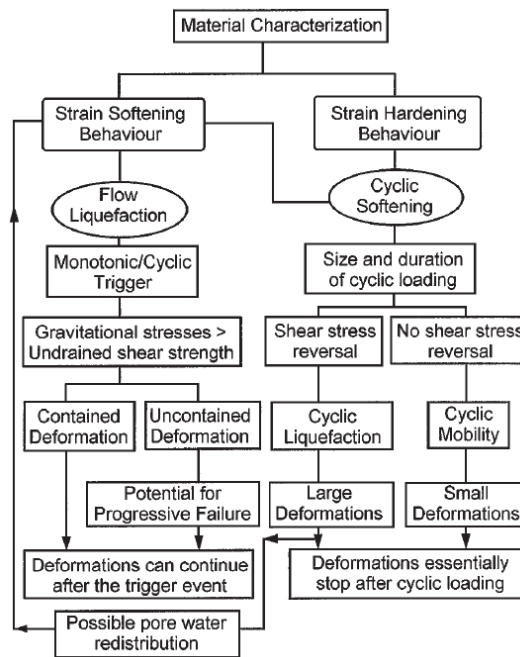 Material Characterization
Strain Softening
Behaviour
Strain Hardening
Behaviour
Flow
Liquefaction
Cyclic
Softening
Monotonic/Cyclic
Trigger
Size and duration
of cyclic loading
Gravitational stresses >
Undrained shear strength
Shear stress
reversal
No shear stress
reversal
Contained
Deformation
Uncontained
Deformation
Cyclic
Liquefaction
Cyclic
Mobility
Potential for
Progressive Failure
Large
Deformations
Small
Deformations
Deformations can continue
after the trigger event
Deformations essentially
stop after cyclic loading
Possible pore water
redistribution